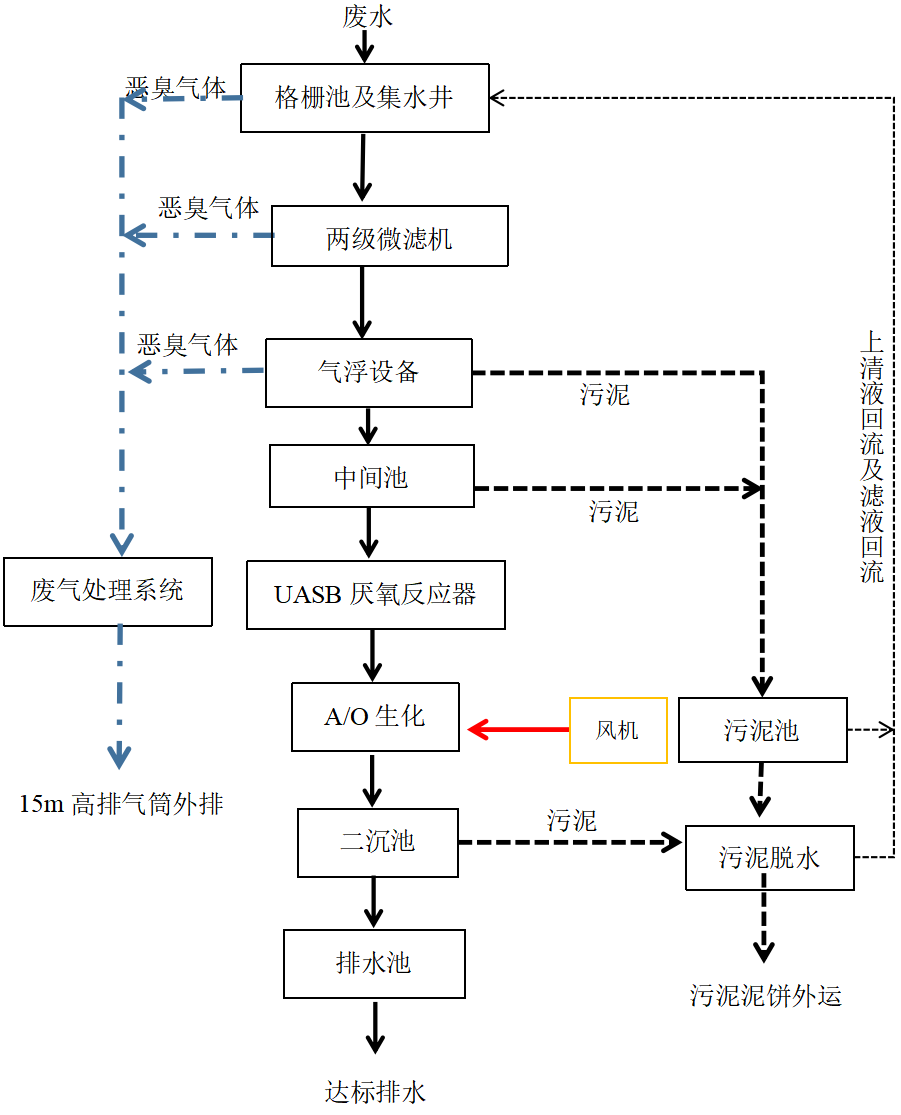 废水
恶臭气体
格栅池及集水井
恶臭气体
两级微滤机
恶臭气体
气浮设备
污泥
上清液回流及滤液回流
中间池
污泥
废气处理系统
UASB 厌氧反应器
A/O 生化
风机
污泥池
15m 高排气筒外排
二沉池
污泥
污泥脱水
排水池
污泥泥饼外运
达标排水